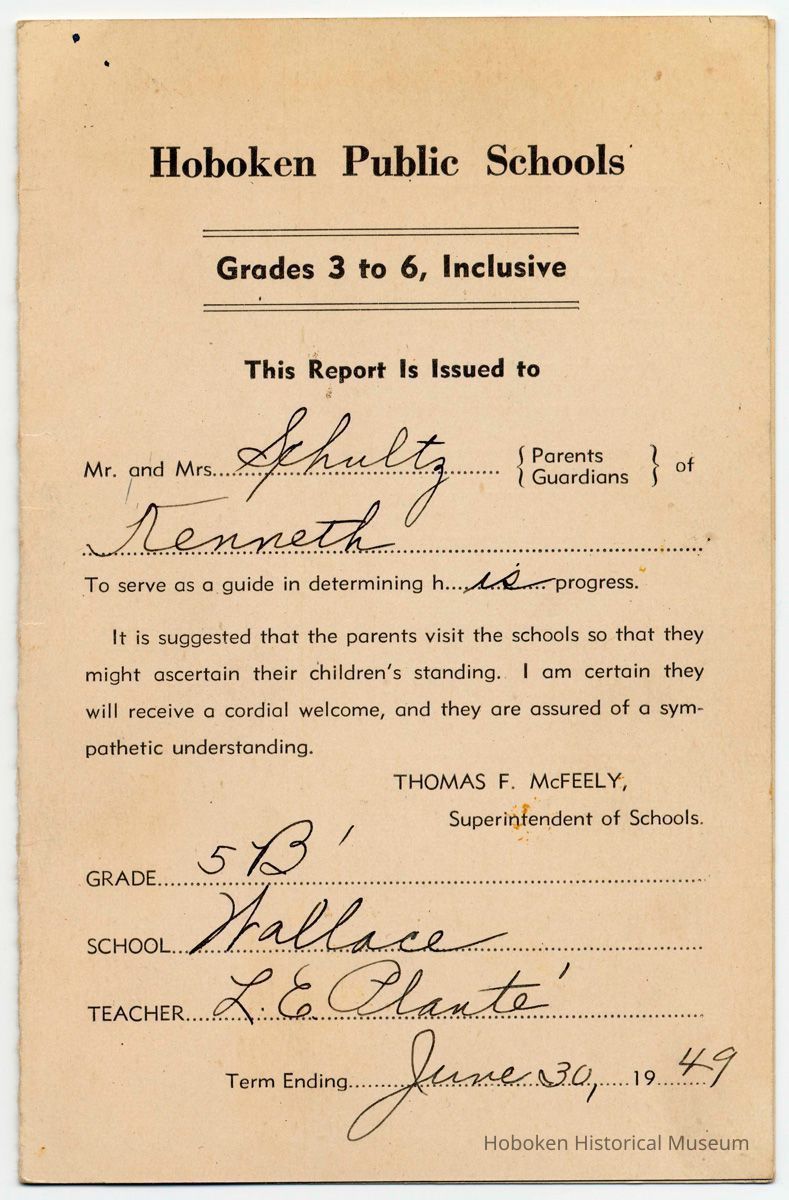 Hoboken Public Schools
Grades 3 to 6, Inclusive
This Report Is Issued to
Mr. and Mrs. Schultz { Parents Guardians } of
Kenneth
To serve as a guide in determining h is progress.
It is suggested that the parents visit the schools so that they
might ascertain their children's standing. I am certain they
will receive a cordial welcome, and they are assured of a sym-
pathetic understanding.
THOMAS F. McFEELY,
Superintendent of Schools.
GRADE 5B'
SCHOOL Wallace
TEACHER L. E. Planté
Term Ending June 30, 1949
Hoboken Historical Museum